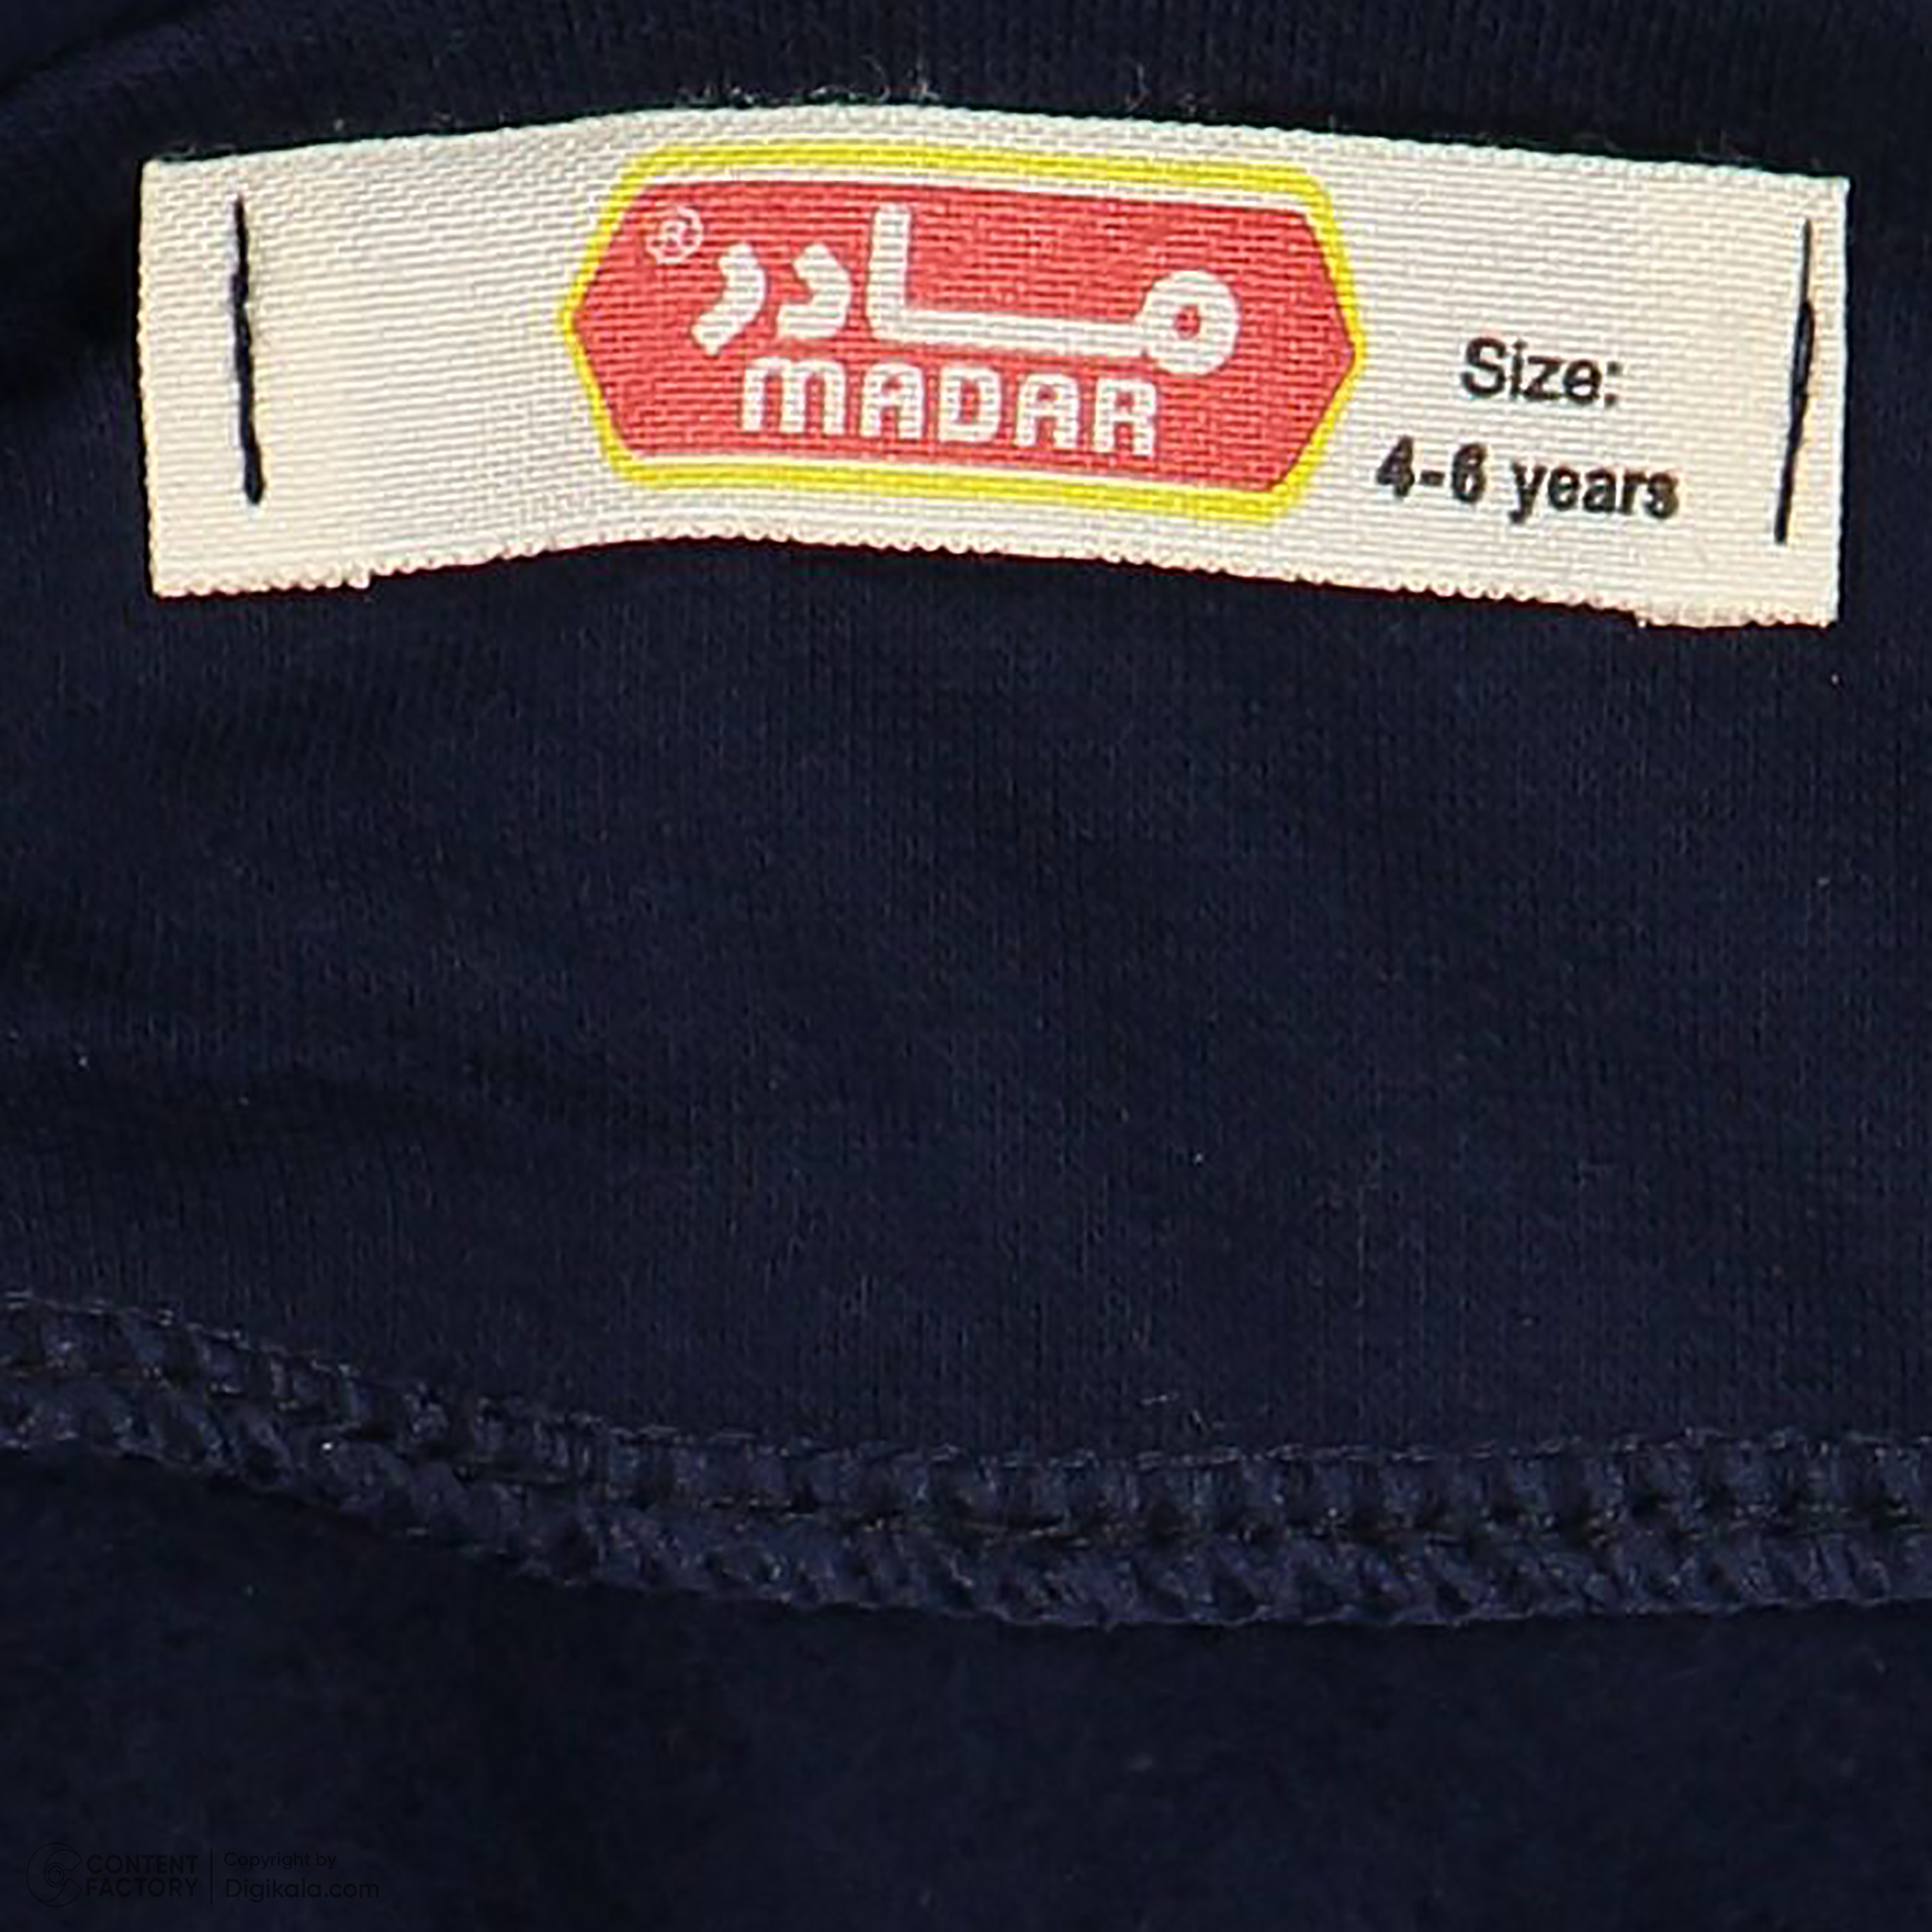 مادر®
MADAR
Size:
4-6 years
CONTENT
FACTORY
Copyright by
Digikala.com